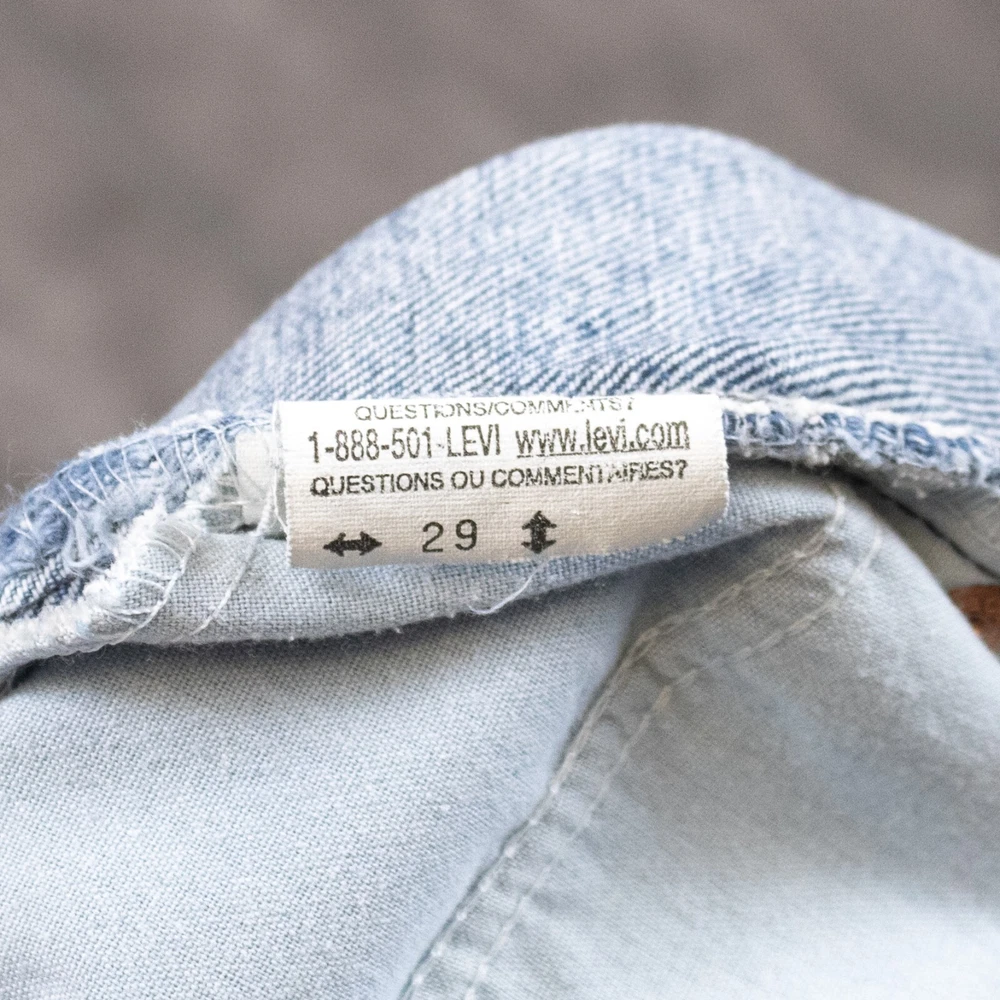 QUESTIONS/COMMENTS?
1-888-501-LEVI www.levi.com
QUESTIONS OU COMMENTAIRES?
29